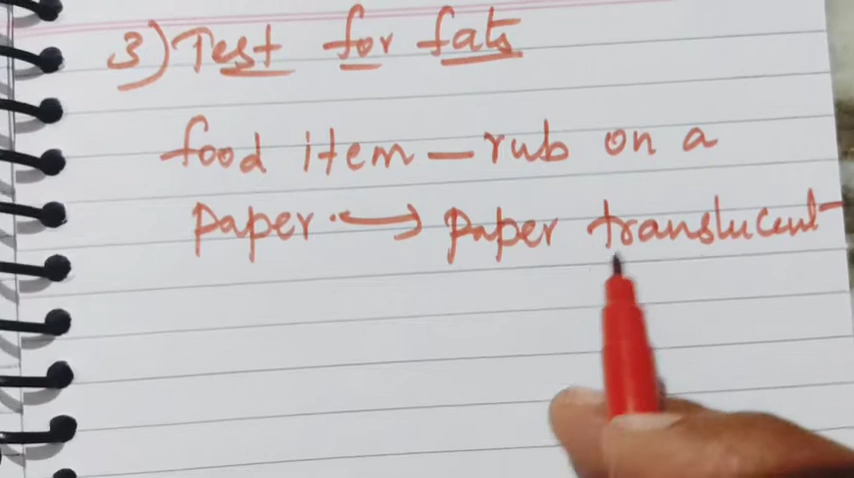 3) Test for fats
food item — rub on a
paper → paper translucent